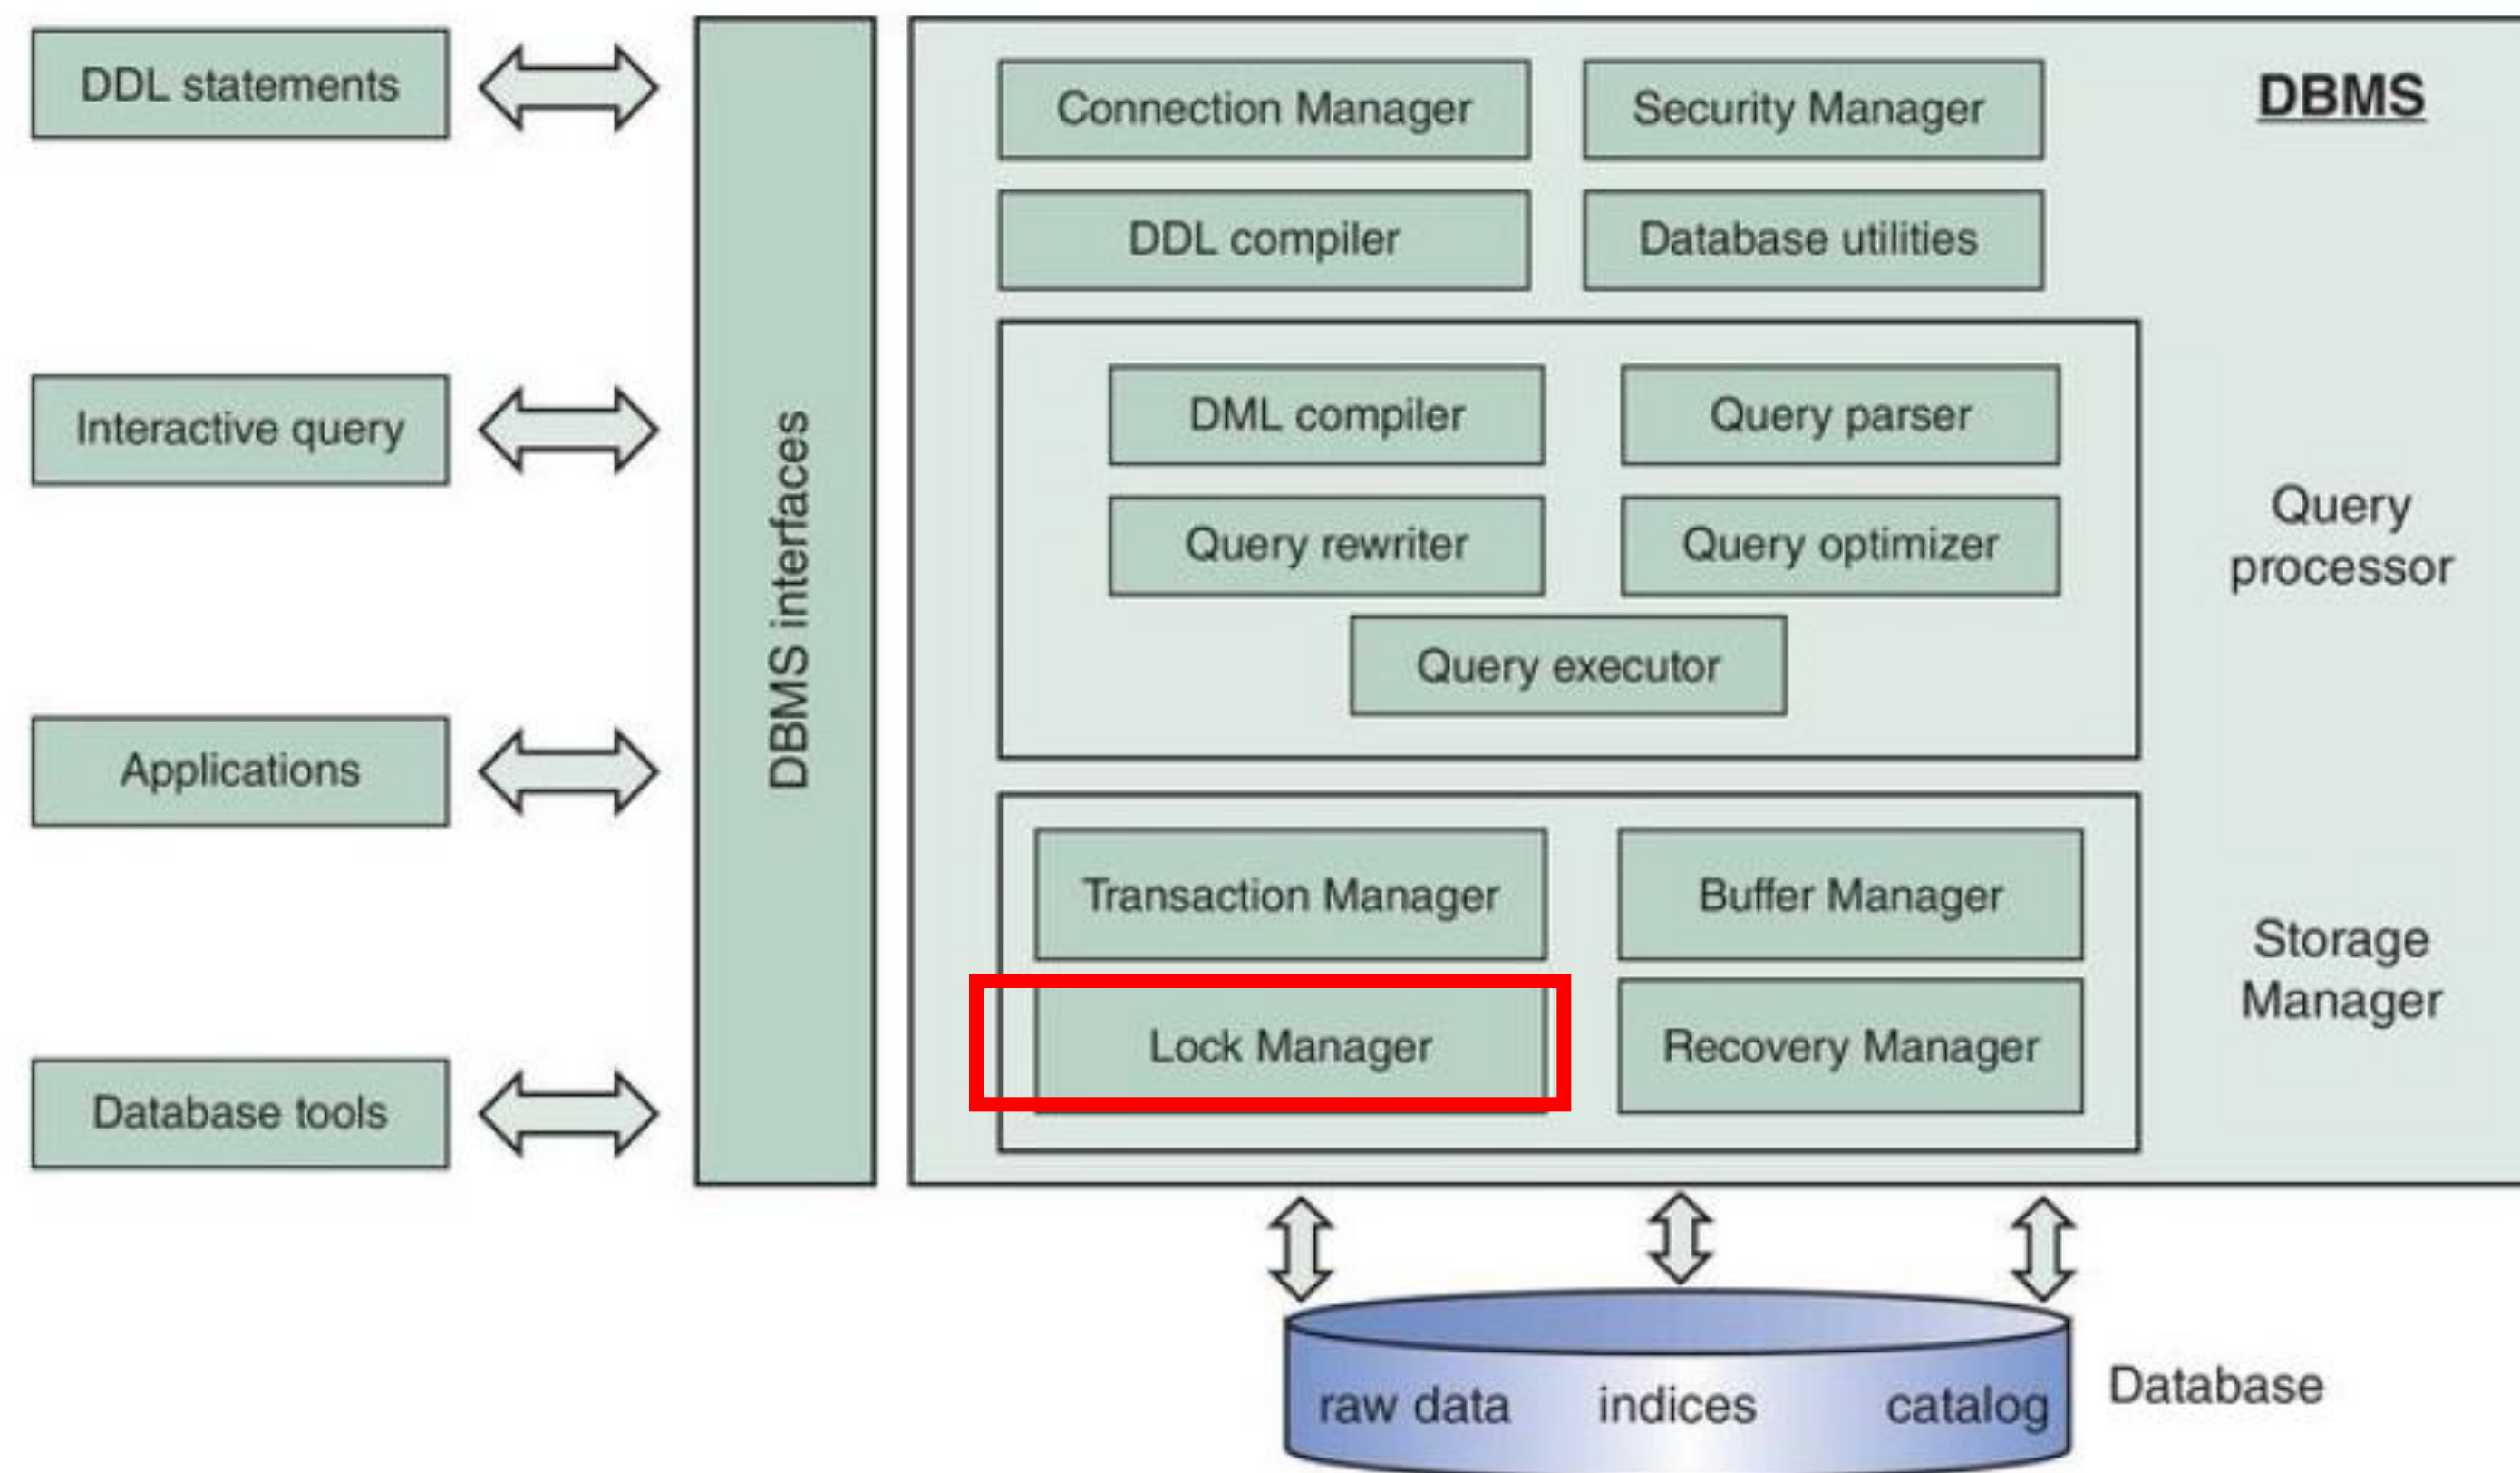 DDL statements
Interactive query
Applications
Database tools
DBMS interfaces
DBMS
Connection Manager
Security Manager
DDL compiler
Database utilities
DML compiler
Query parser
Query rewriter
Query optimizer
Query executor
Query
processor
Transaction Manager
Buffer Manager
Lock Manager
Recovery Manager
Storage
Manager
raw data
indices
catalog
Database